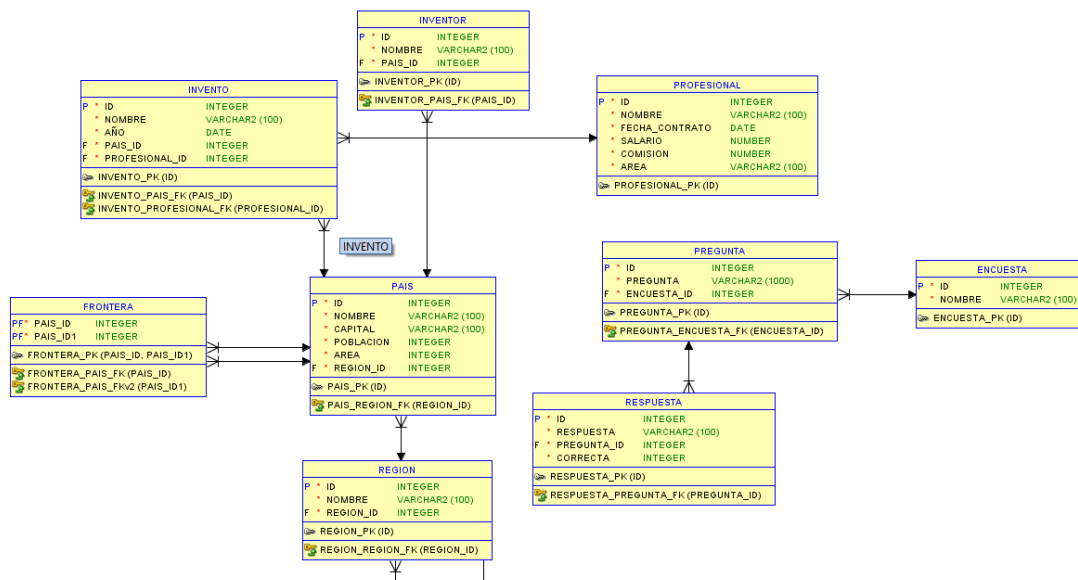 INVENTOR
P * ID INTEGER
* NOMBRE VARCHAR2 (100)
F * PAIS_ID INTEGER
INVENTOR_PK (ID)
INVENTOR_PAIS_FK (PAIS_ID)
INVENTO
P * ID INTEGER
* NOMBRE VARCHAR2 (100)
* AÑO DATE
F * PAIS_ID INTEGER
F * PROFESIONAL_ID INTEGER
INVENTO_PK (ID)
INVENTO_PAIS_FK (PAIS_ID)
INVENTO_PROFESIONAL_FK (PROFESIONAL_ID)
PROFESIONAL
P * ID INTEGER
* NOMBRE VARCHAR2 (100)
* FECHA_CONTRATO DATE
* SALARIO NUMBER
* COMISION NUMBER
* AREA VARCHAR2 (100)
PROFESIONAL_PK (ID)
INVENTO
PREGUNTA
P * ID INTEGER
* PREGUNTA VARCHAR2 (1000)
F * ENCUESTA_ID INTEGER
PREGUNTA_PK (ID)
PREGUNTA_ENCUESTA_FK (ENCUESTA_ID)
ENCUESTA
P * ID INTEGER
* NOMBRE VARCHAR2 (100)
ENCUESTA_PK (ID)
PAIS
P * ID INTEGER
* NOMBRE VARCHAR2 (100)
* CAPITAL VARCHAR2 (100)
* POBLACION INTEGER
* AREA INTEGER
F * REGION_ID INTEGER
PAIS_PK (ID)
PAIS_REGION_FK (REGION_ID)
FRONTERA
PF* PAIS_ID INTEGER
PF* PAIS_ID1 INTEGER
FRONTERA_PK (PAIS_ID, PAIS_ID1)
FRONTERA_PAIS_FK (PAIS_ID)
FRONTERA_PAIS_FKv2 (PAIS_ID1)
RESPUESTA
P * ID INTEGER
* RESPUESTA VARCHAR2 (100)
F * PREGUNTA_ID INTEGER
* CORRECTA INTEGER
RESPUESTA_PK (ID)
RESPUESTA_PREGUNTA_FK (PREGUNTA_ID)
REGION
P * ID INTEGER
* NOMBRE VARCHAR2 (100)
F * REGION_ID INTEGER
REGION_PK (ID)
REGION_REGION_FK (REGION_ID)